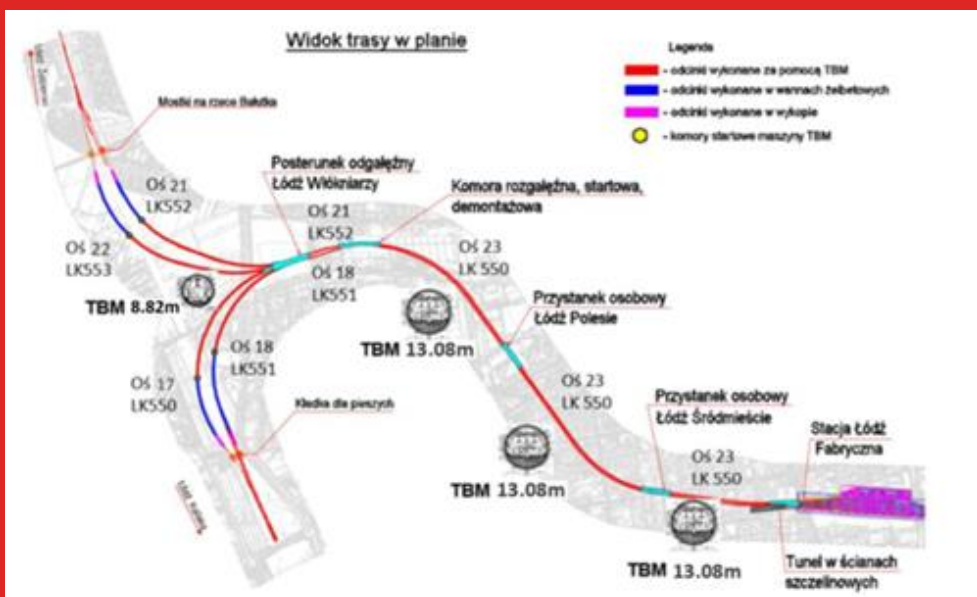 Widok trasy w planie
Legenda
- odcinki wykonane za pomocą TBM
- odcinki wykonane w wannach żelbetowych
- odcinki wykonane w wykopie
- komory startowe maszyny TBM
Mostki na rzece Bałutka
Posterunek odgałęźny
Łódź Włókniarzy
Komora rozgałęźna, startowa,
demontażowa
Oś 21
LK552
Oś 21
LK552
Oś 22
LK553
Oś 18
LK551
Oś 23
LK 550
TBM 8.82m
Przystanek osobowy
Łódź Polesie
TBM 13.08m
Oś 18
LK551
Oś 17
LK550
Oś 23
LK 550
Kładka dla pieszych
Przystanek osobowy
Łódź Śródmieście
Stacja Łódź
Fabryczna
Oś 23
LK 550
TBM 13.08m
TBM 13.08m
Tunel w ścianach
szczelinowych